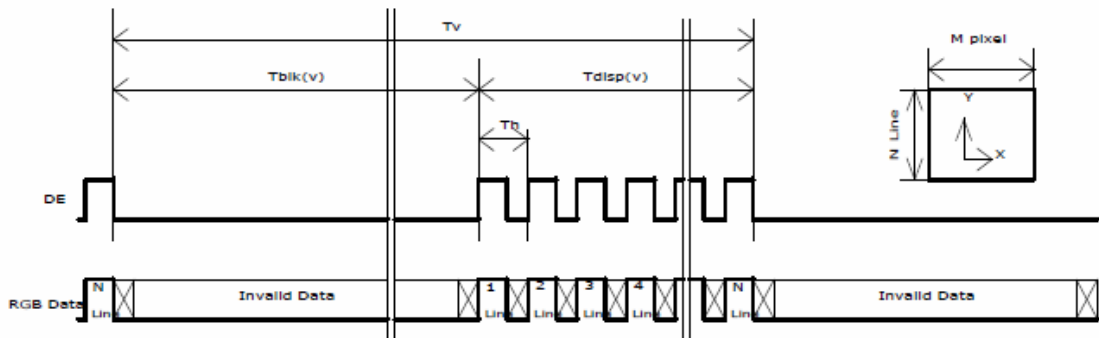 Tv
M pixel
Tblk(v)
Tdisp(v)
Th
N Line
Y
X
DE
RGB Data
N
Line
Invalid Data
1
Line
2
Line
3
Line
4
Line
N
Line
Invalid Data